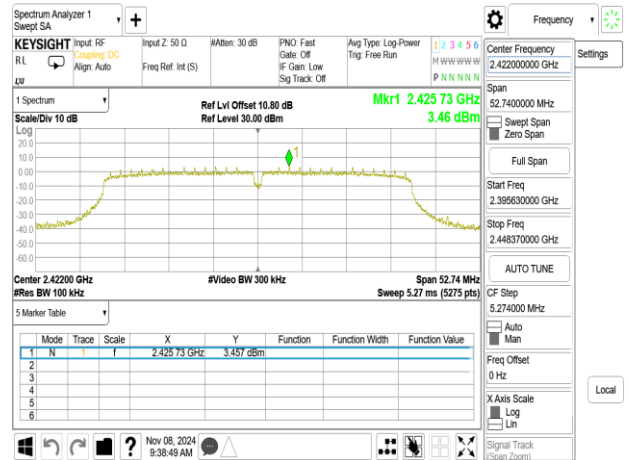 Spectrum Analyzer 1
Swept SA
Frequency
KEYSIGHT Input: RF Input Z: 50 Ω #Atten: 30 dB PNO: Fast Avg Type: Log-Power 1 2 3 4 5 6
RL Coupling: DC Gate: Off Trig: Free Run M W W W W W
Align: Auto Freq Ref: Int (S) IF Gain: Low
Sig Track: Off P N N N N N
1 Spectrum
Scale/Div 10 dB
Ref Lvl Offset 10.80 dB
Ref Level 30.00 dBm
Mkr1 2.425 73 GHz
3.46 dBm
Log
20.0
10.0
0.00
-10.0
-20.0
-30.0
-40.0
-50.0
-60.0
1
Center 2.42200 GHz #Video BW 300 kHz Span 52.74 MHz
#Res BW 100 kHz Sweep 5.27 ms (5275 pts)
5 Marker Table
Mode Trace Scale X Y Function Function Width Function Value
1 N 1 f 2.425 73 GHz 3.457 dBm
2
3
4
5
6
Nov 08, 2024
9:38:49 AM
Center Frequency
2.422000000 GHz
Settings
Span
52.7400000 MHz
Swept Span
Zero Span
Full Span
Start Freq
2.395630000 GHz
Stop Freq
2.448370000 GHz
AUTO TUNE
CF Step
5.274000 MHz
Auto
Man
Freq Offset
0 Hz
X Axis Scale
Log
Lin
Local
Signal Track
(Span Zoom)